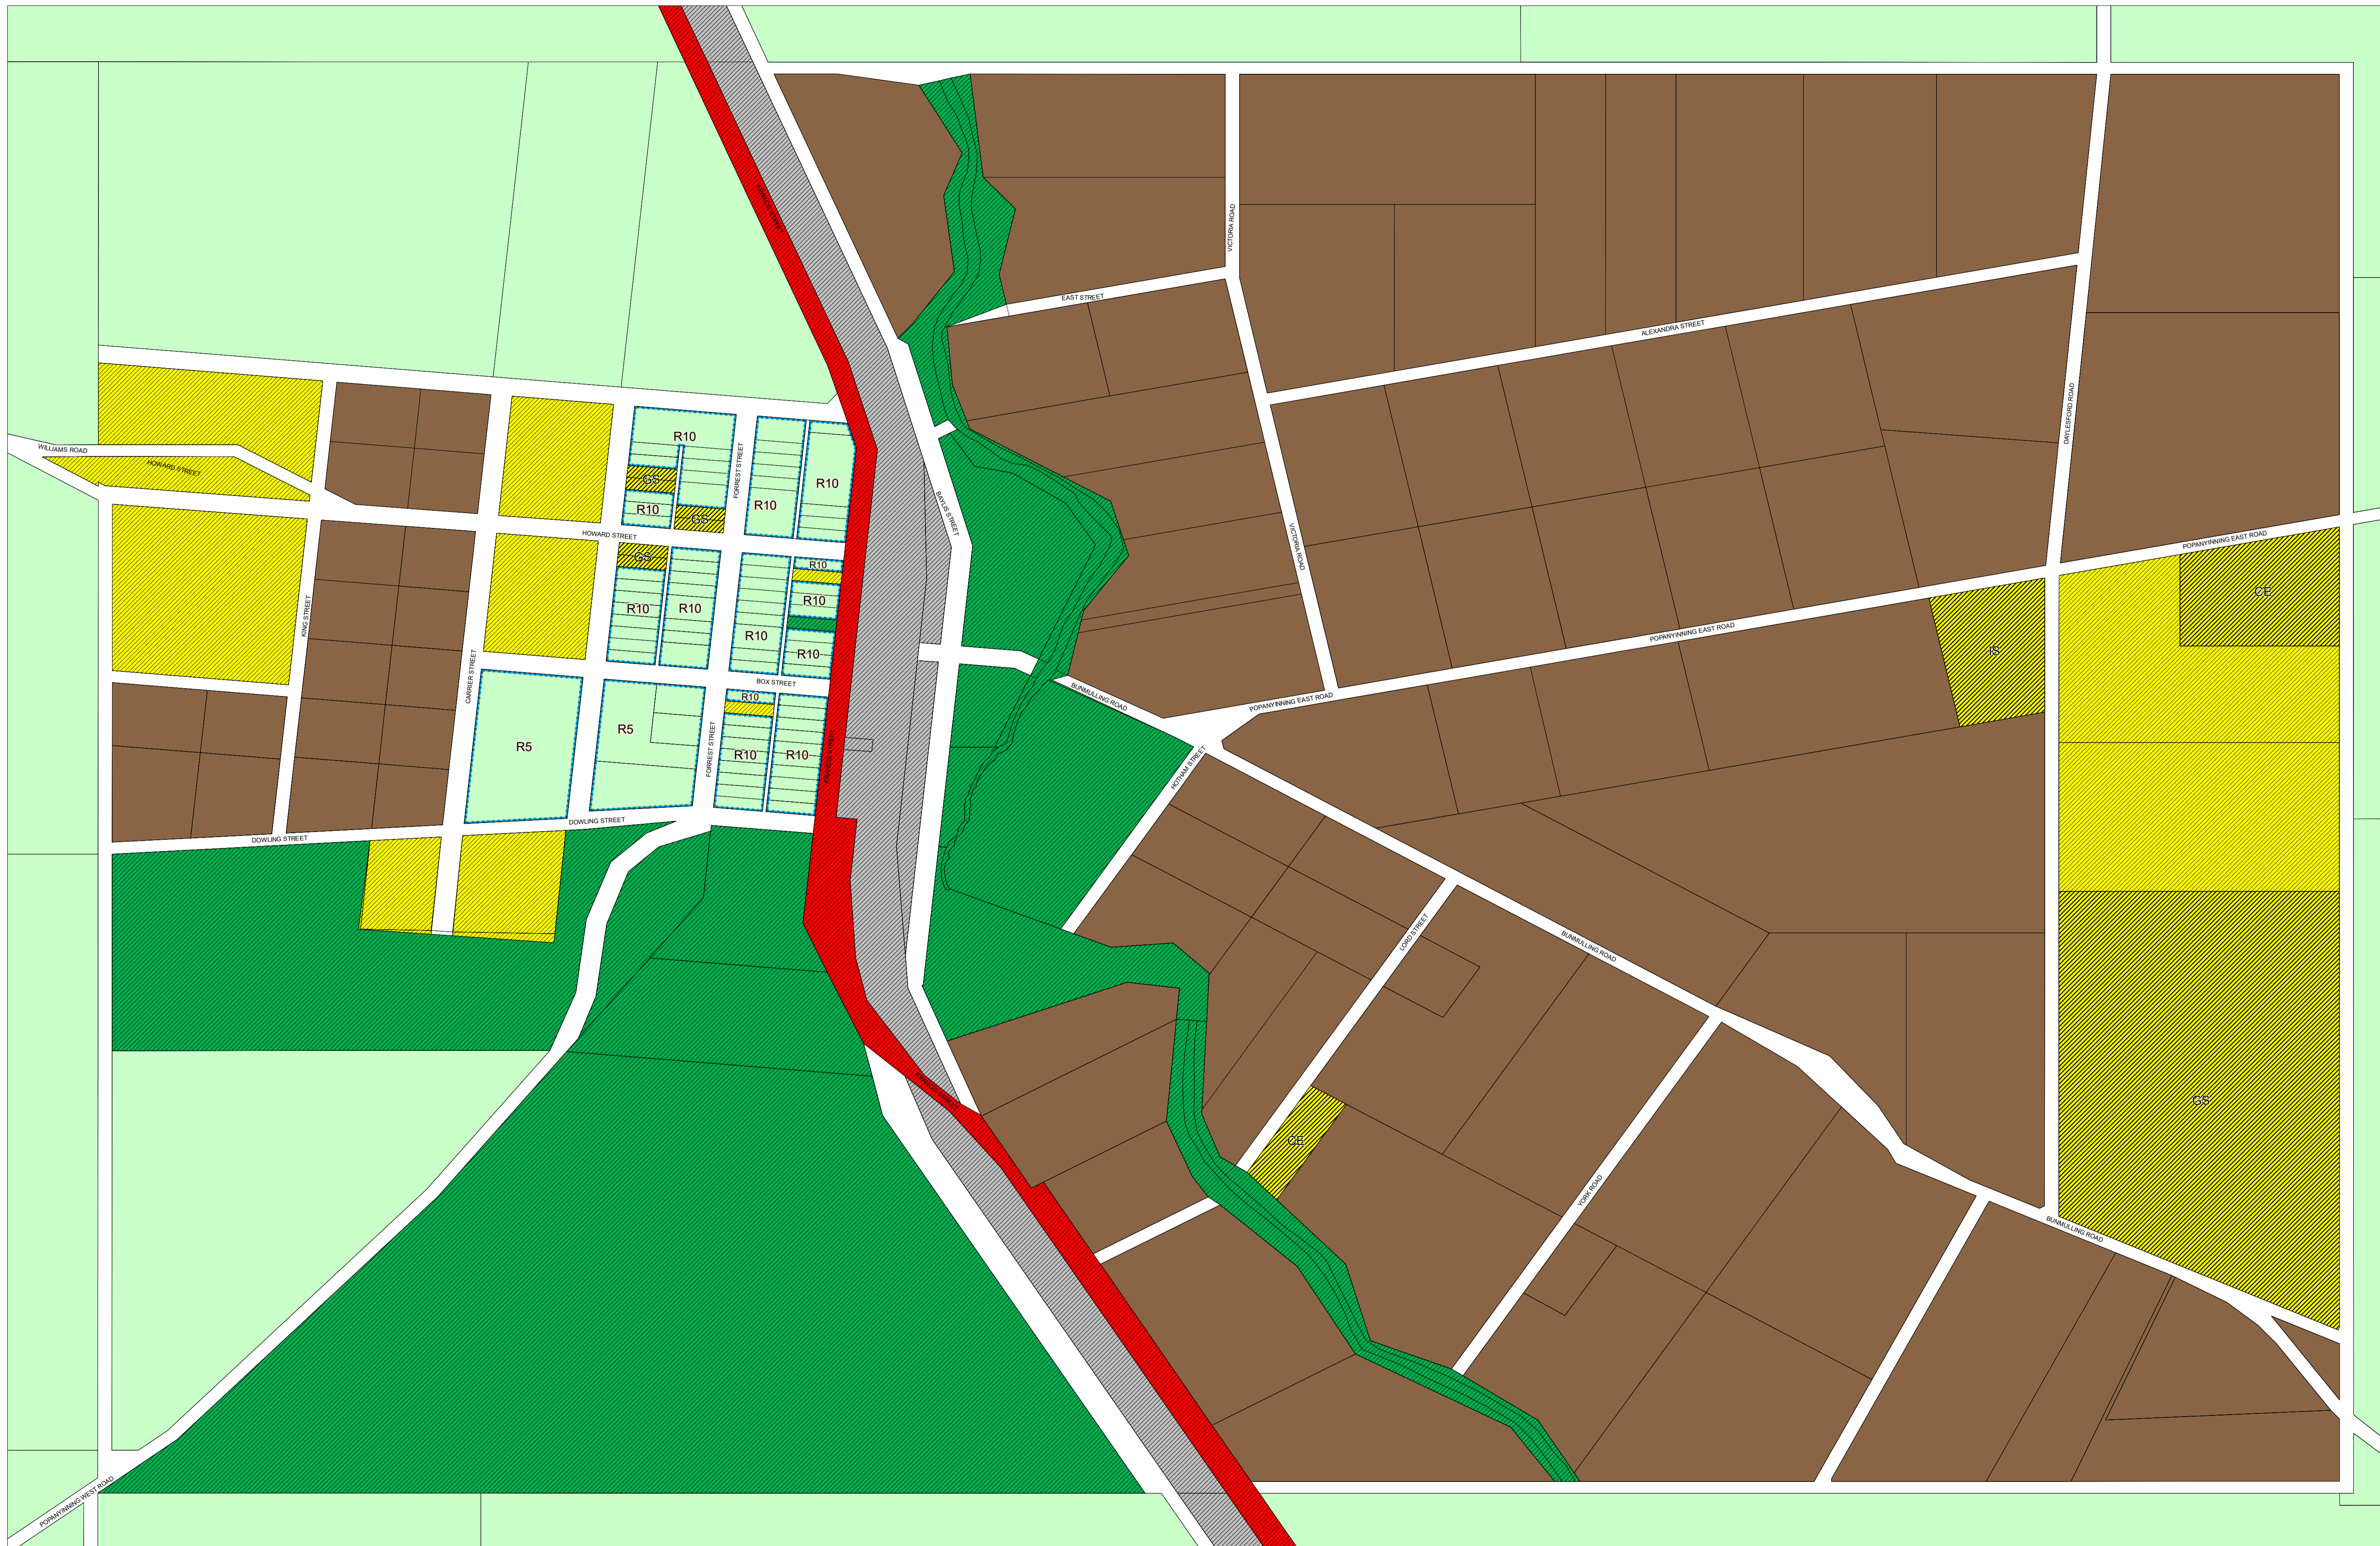 FRANCIS STREET
VICTORIA ROAD
EAST STREET
ALEXANDRA STREET
DAYLESFORD ROAD
WILLIAMS ROAD
HOWARD STREET
R10
FORREST STREET
R10
R10
GS
R10
GS
BAYLIS STREET
HOWARD STREET
VICTORIA ROAD
POPANYINNING EAST ROAD
GS
R10
CE
KING STREET
R10
R10
R10
R10
R10
POPANYINNING EAST ROAD
IS
CARRIER STREET
BOX STREET
BUNMULLING ROAD
POPANYINNING EAST ROAD
R10
R5
R5
FORREST STREET
R10
R10
FRANCIS STREET
HOTHAM STREET
DOWLING STREET
DOWLING STREET
LORD STREET
BUNMULLING ROAD
GS
CE
YORK ROAD
BUNMULLING ROAD
POPANYINNING WEST ROAD